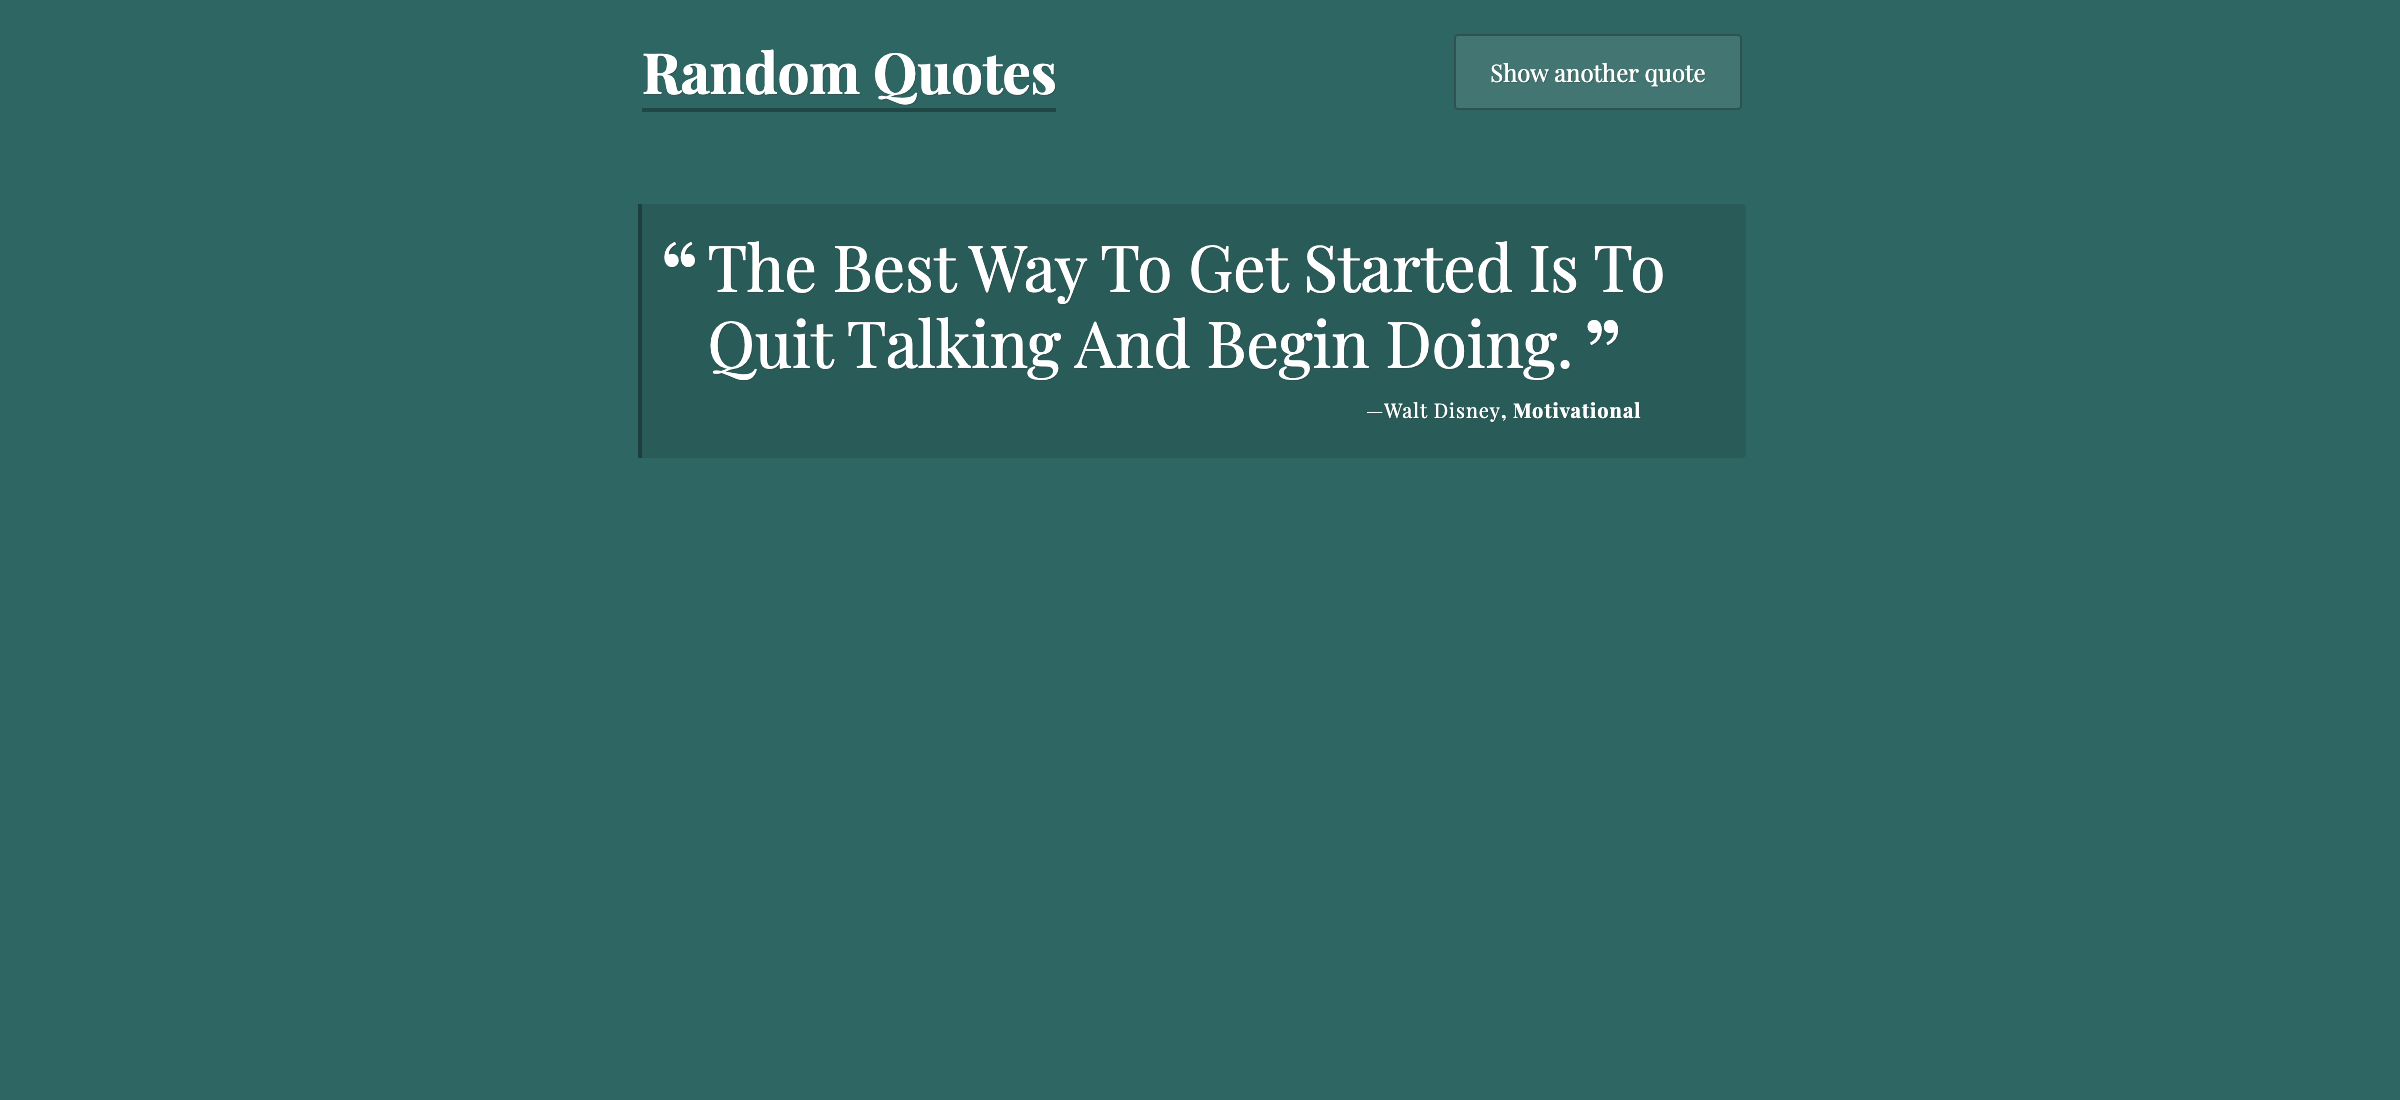 Random Quotes
Show another quote
“ The Best Way To Get Started Is To
Quit Talking And Begin Doing. ”
—Walt Disney, Motivational